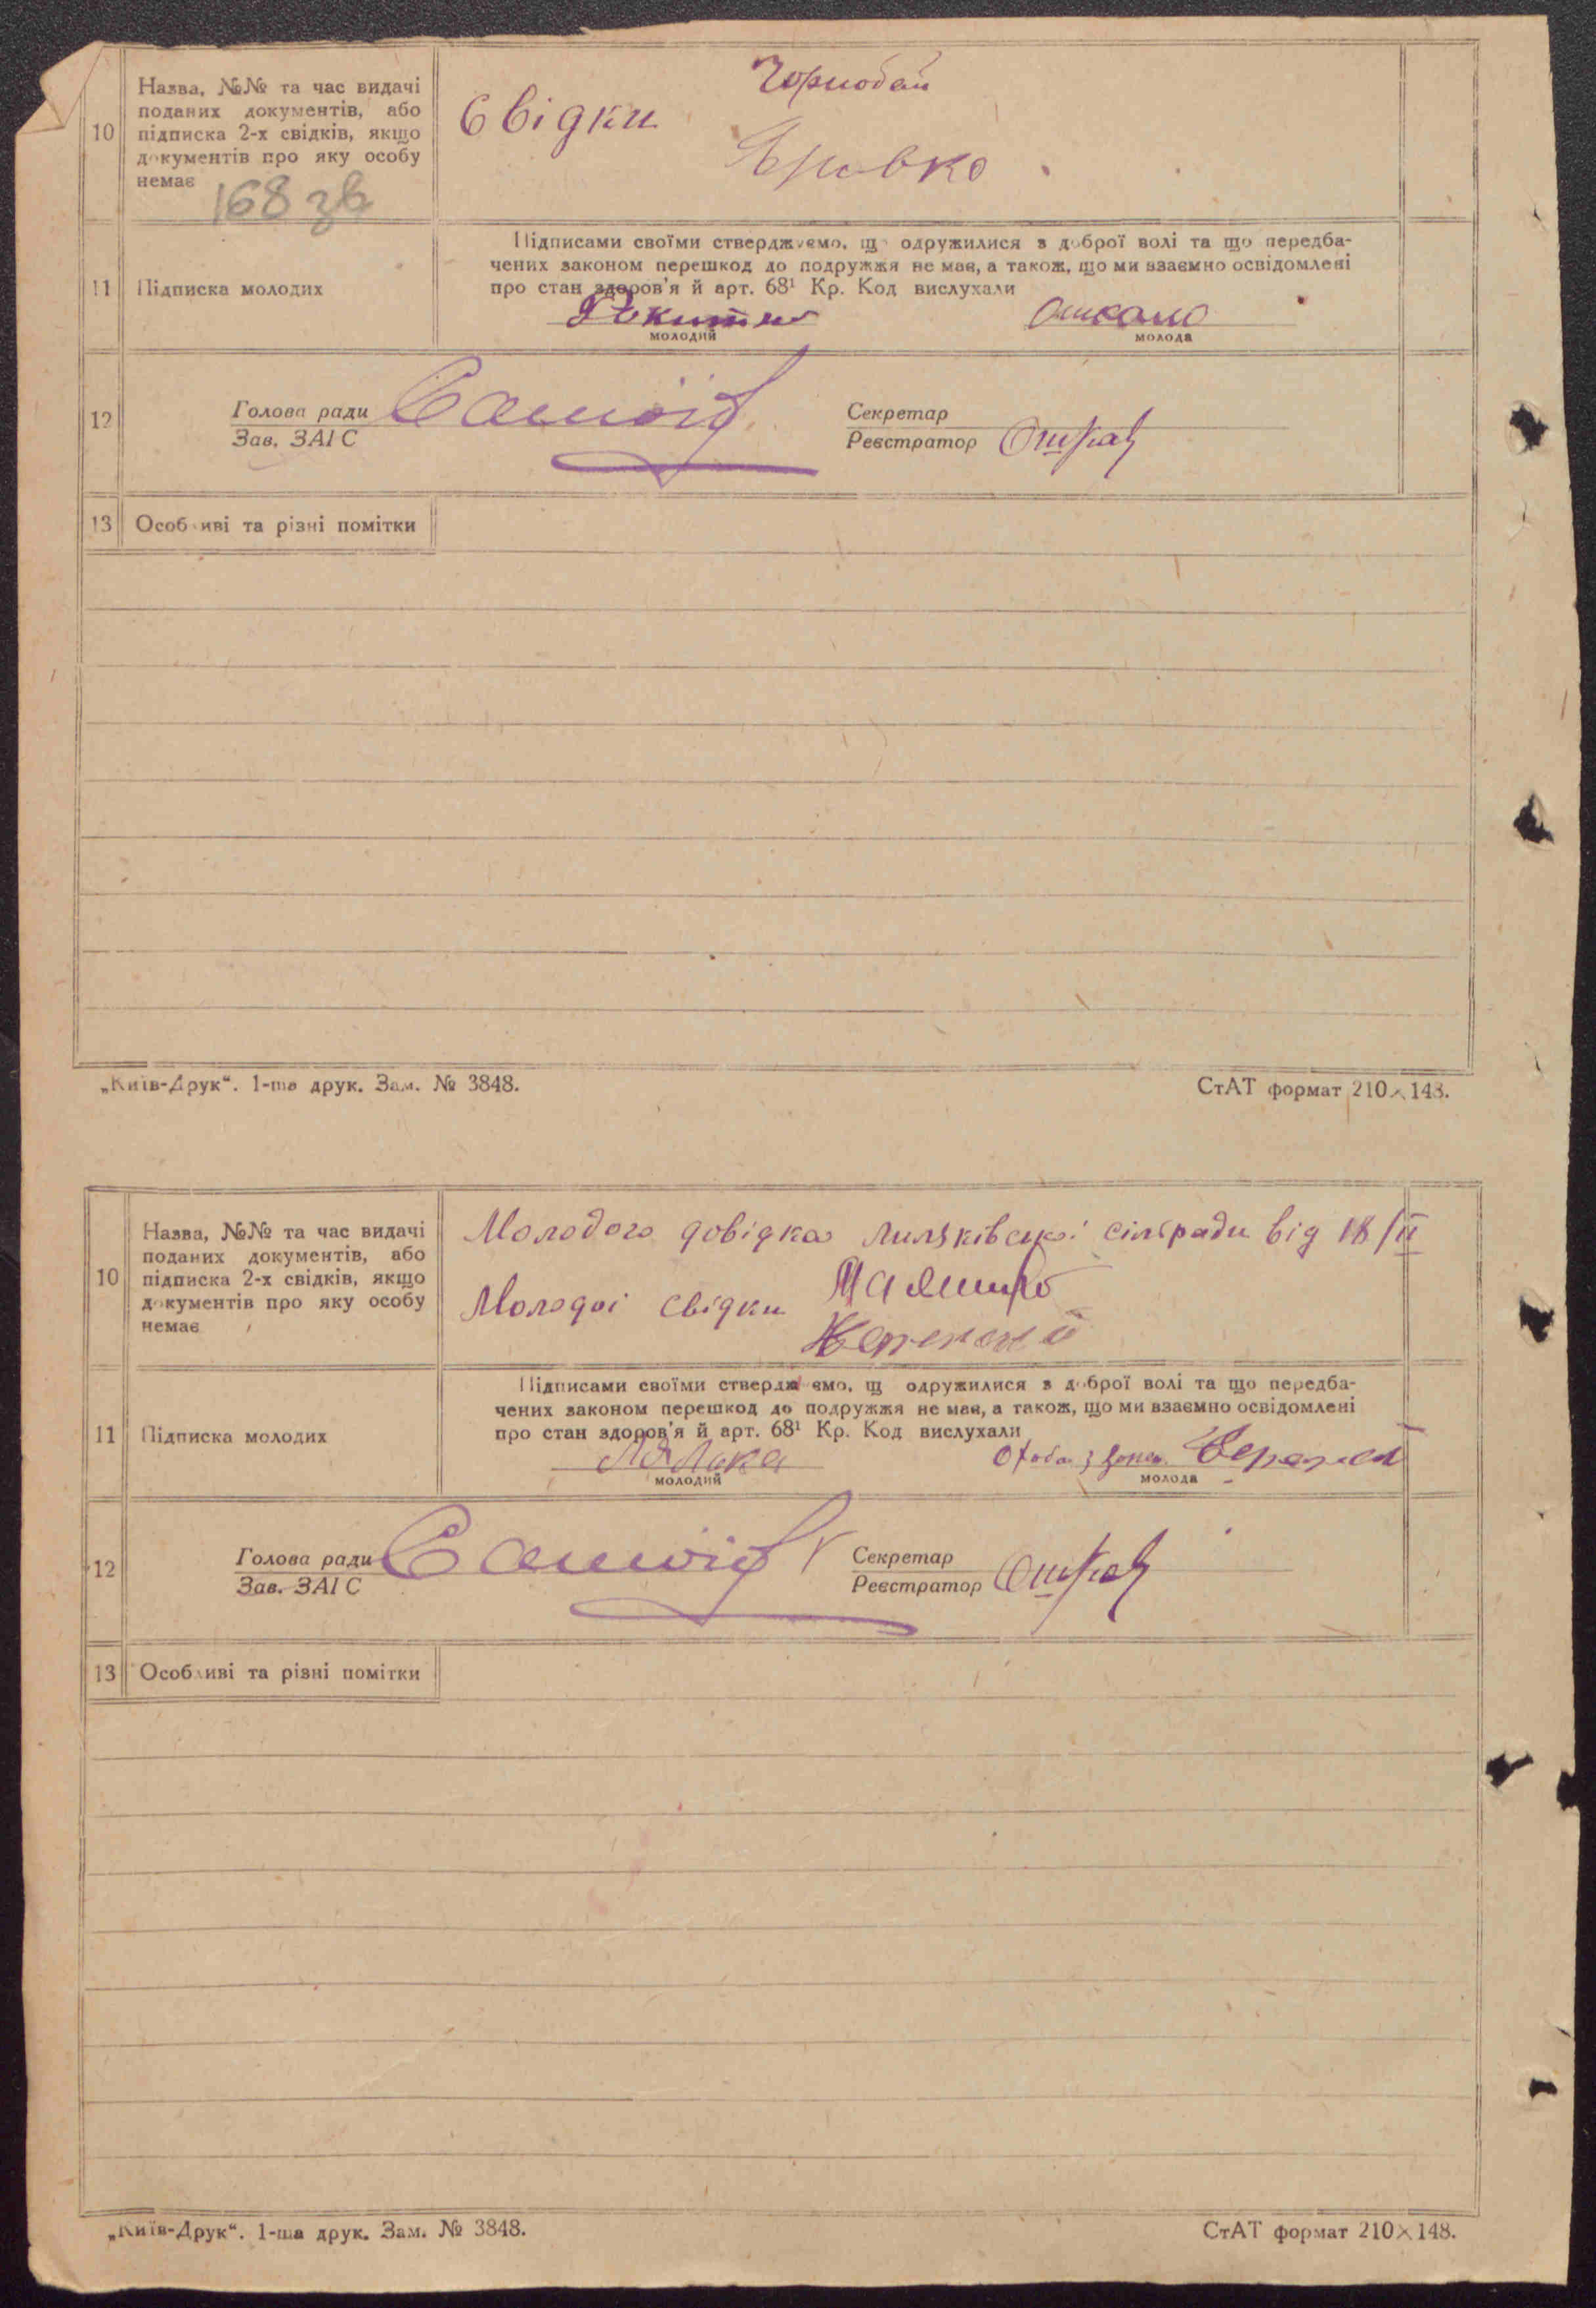 10
Назва, №№ та час видачі
поданих документів, або
підписка 2-х свідків, якщо
документів про яку особу
немає
168 зв
Свідки
Чорнобай
11
Підписка молодих
Підписами своїми стверджуємо, що одружилися з доброї волі та що передба-
чених законом перешкод до подружжя не має, а також, що ми взаємно освідомлені
про стан здоров'я й арт. 68¹ Кр. Код вислухали
молодий
молода
12
Голова ради
Зав. ЗАГС
Самойд
Секретар
Реєстратор
13
Особливі та різні помітки
„Київ-Друк“. 1-ша друк. Зам. № 3848.
СтАТ формат 210×148.
10
Назва, №№ та час видачі
поданих документів, або
підписка 2-х свідків, якщо
документів про яку особу
немає
Молодого довідка сільради від 18/II
Молодої свідки
11
Підписка молодих
Підписами своїми стверджуємо, що одружилися з доброї волі та що передба-
чених законом перешкод до подружжя не має, а також, що ми взаємно освідомлені
про стан здоров'я й арт. 68¹ Кр. Код вислухали
Лялька
молодий
молода
12
Голова ради
Зав. ЗАГС
Самойд
Секретар
Реєстратор
13
Особливі та різні помітки
„Київ-Друк“. 1-ша друк. Зам. № 3848.
СтАТ формат 210×148.